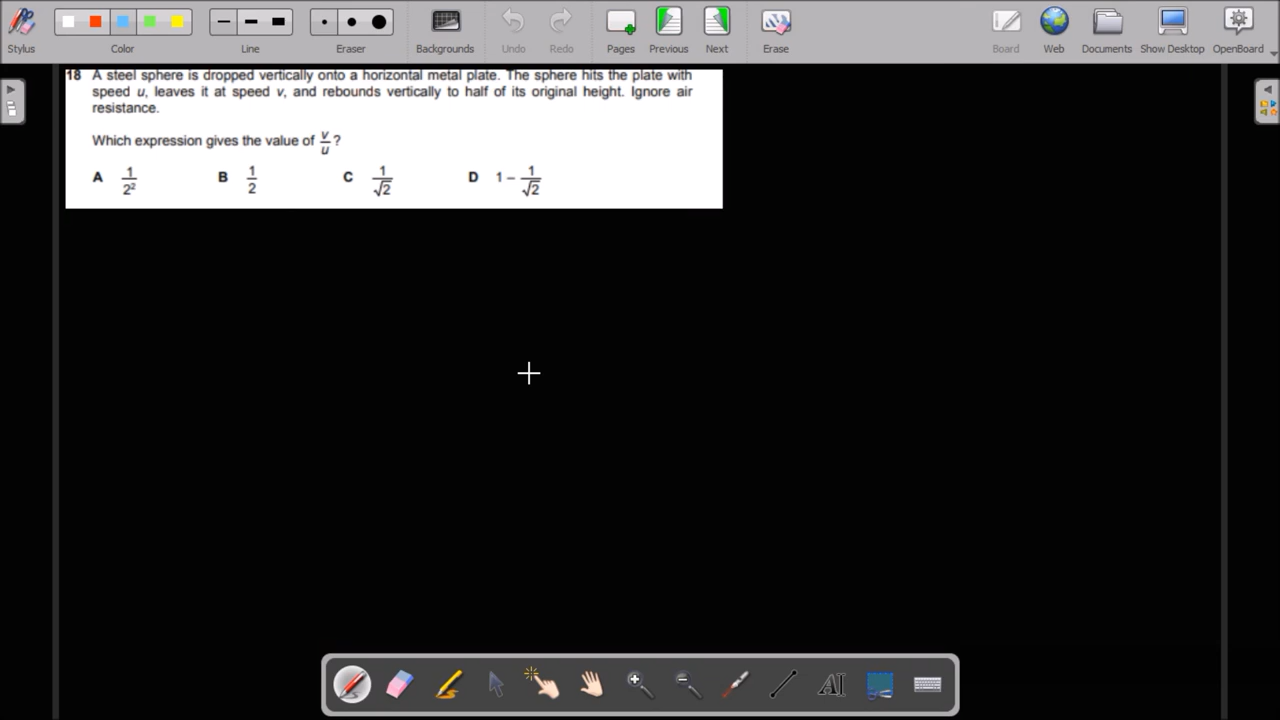 Stylus Color Line Eraser Backgrounds Undo Redo Pages Previous Next Erase Board Web Documents Show Desktop OpenBoard
18 A steel sphere is dropped vertically onto a horizontal metal plate. The sphere hits the plate with
speed u, leaves it at speed v, and rebounds vertically to half of its original height. Ignore air
resistance.
Which expression gives the value of v/u ?
A 1/2² B 1/2 C 1/√2 D 1 − 1/√2
AI